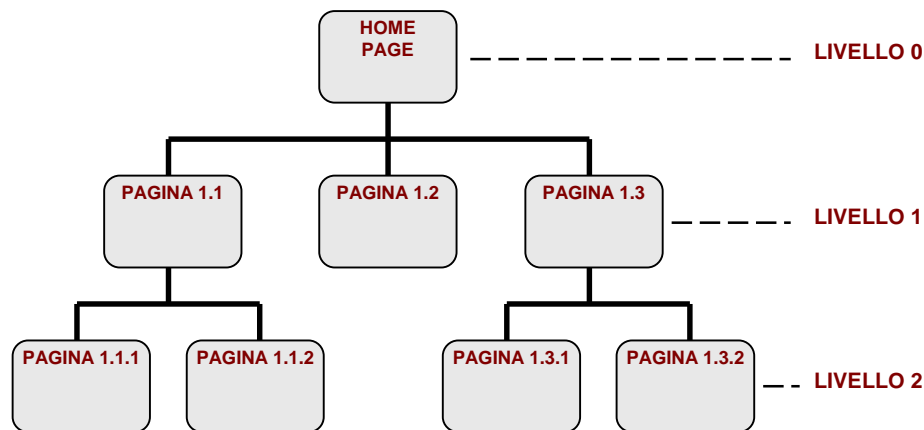 HOME
PAGE
LIVELLO 0
PAGINA 1.1
PAGINA 1.2
PAGINA 1.3
LIVELLO 1
PAGINA 1.1.1
PAGINA 1.1.2
PAGINA 1.3.1
PAGINA 1.3.2
LIVELLO 2